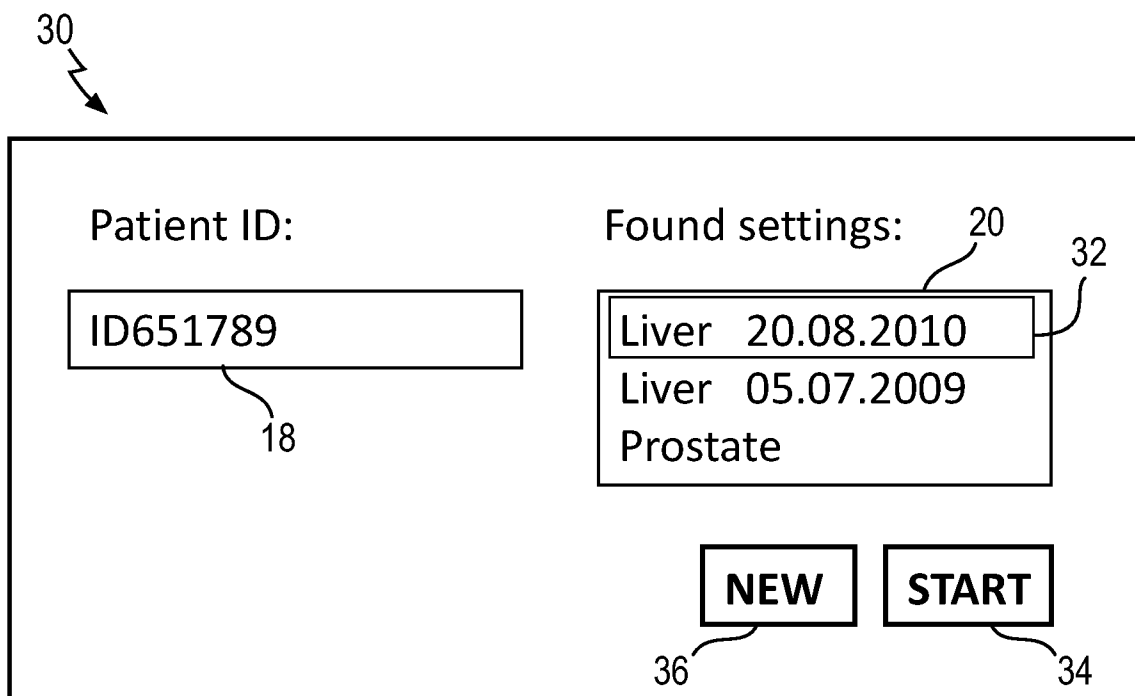 30
Patient ID:
Found settings:
20
32
ID651789
Liver 20.08.2010
Liver 05.07.2009
Prostate
18
NEW
START
36
34